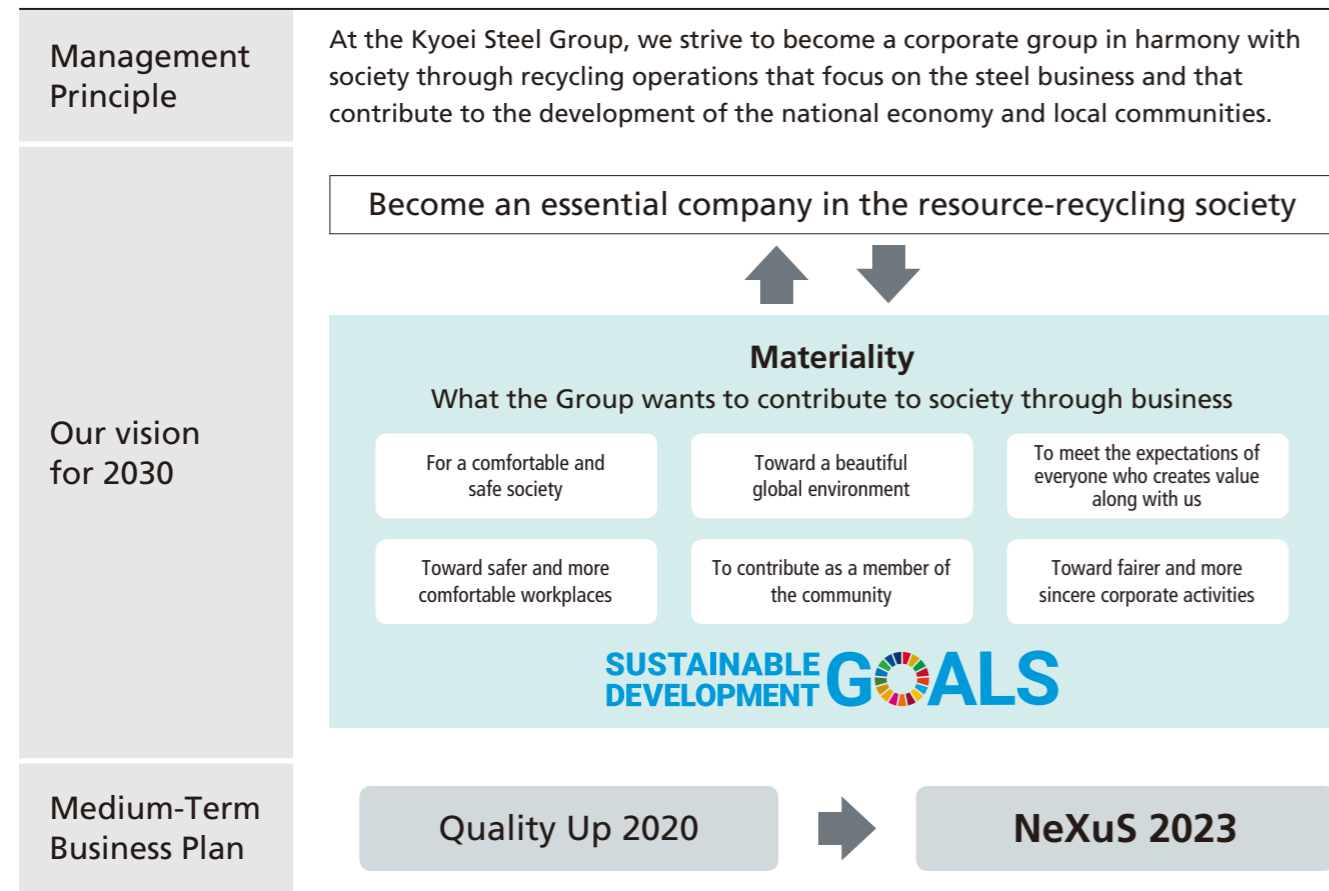 Management
Principle
At the Kyoei Steel Group, we strive to become a corporate group in harmony with
society through recycling operations that focus on the steel business and that
contribute to the development of the national economy and local communities.
Our vision
for 2030
Become an essential company in the resource-recycling society
Materiality
What the Group wants to contribute to society through business
For a comfortable and
safe society
Toward a beautiful
global environment
To meet the expectations of
everyone who creates value
along with us
Toward safer and more
comfortable workplaces
To contribute as a member of
the community
Toward fairer and more
sincere corporate activities
SUSTAINABLE
DEVELOPMENT
GOALS
Medium-Term
Business Plan
Quality Up 2020
NeXuS 2023